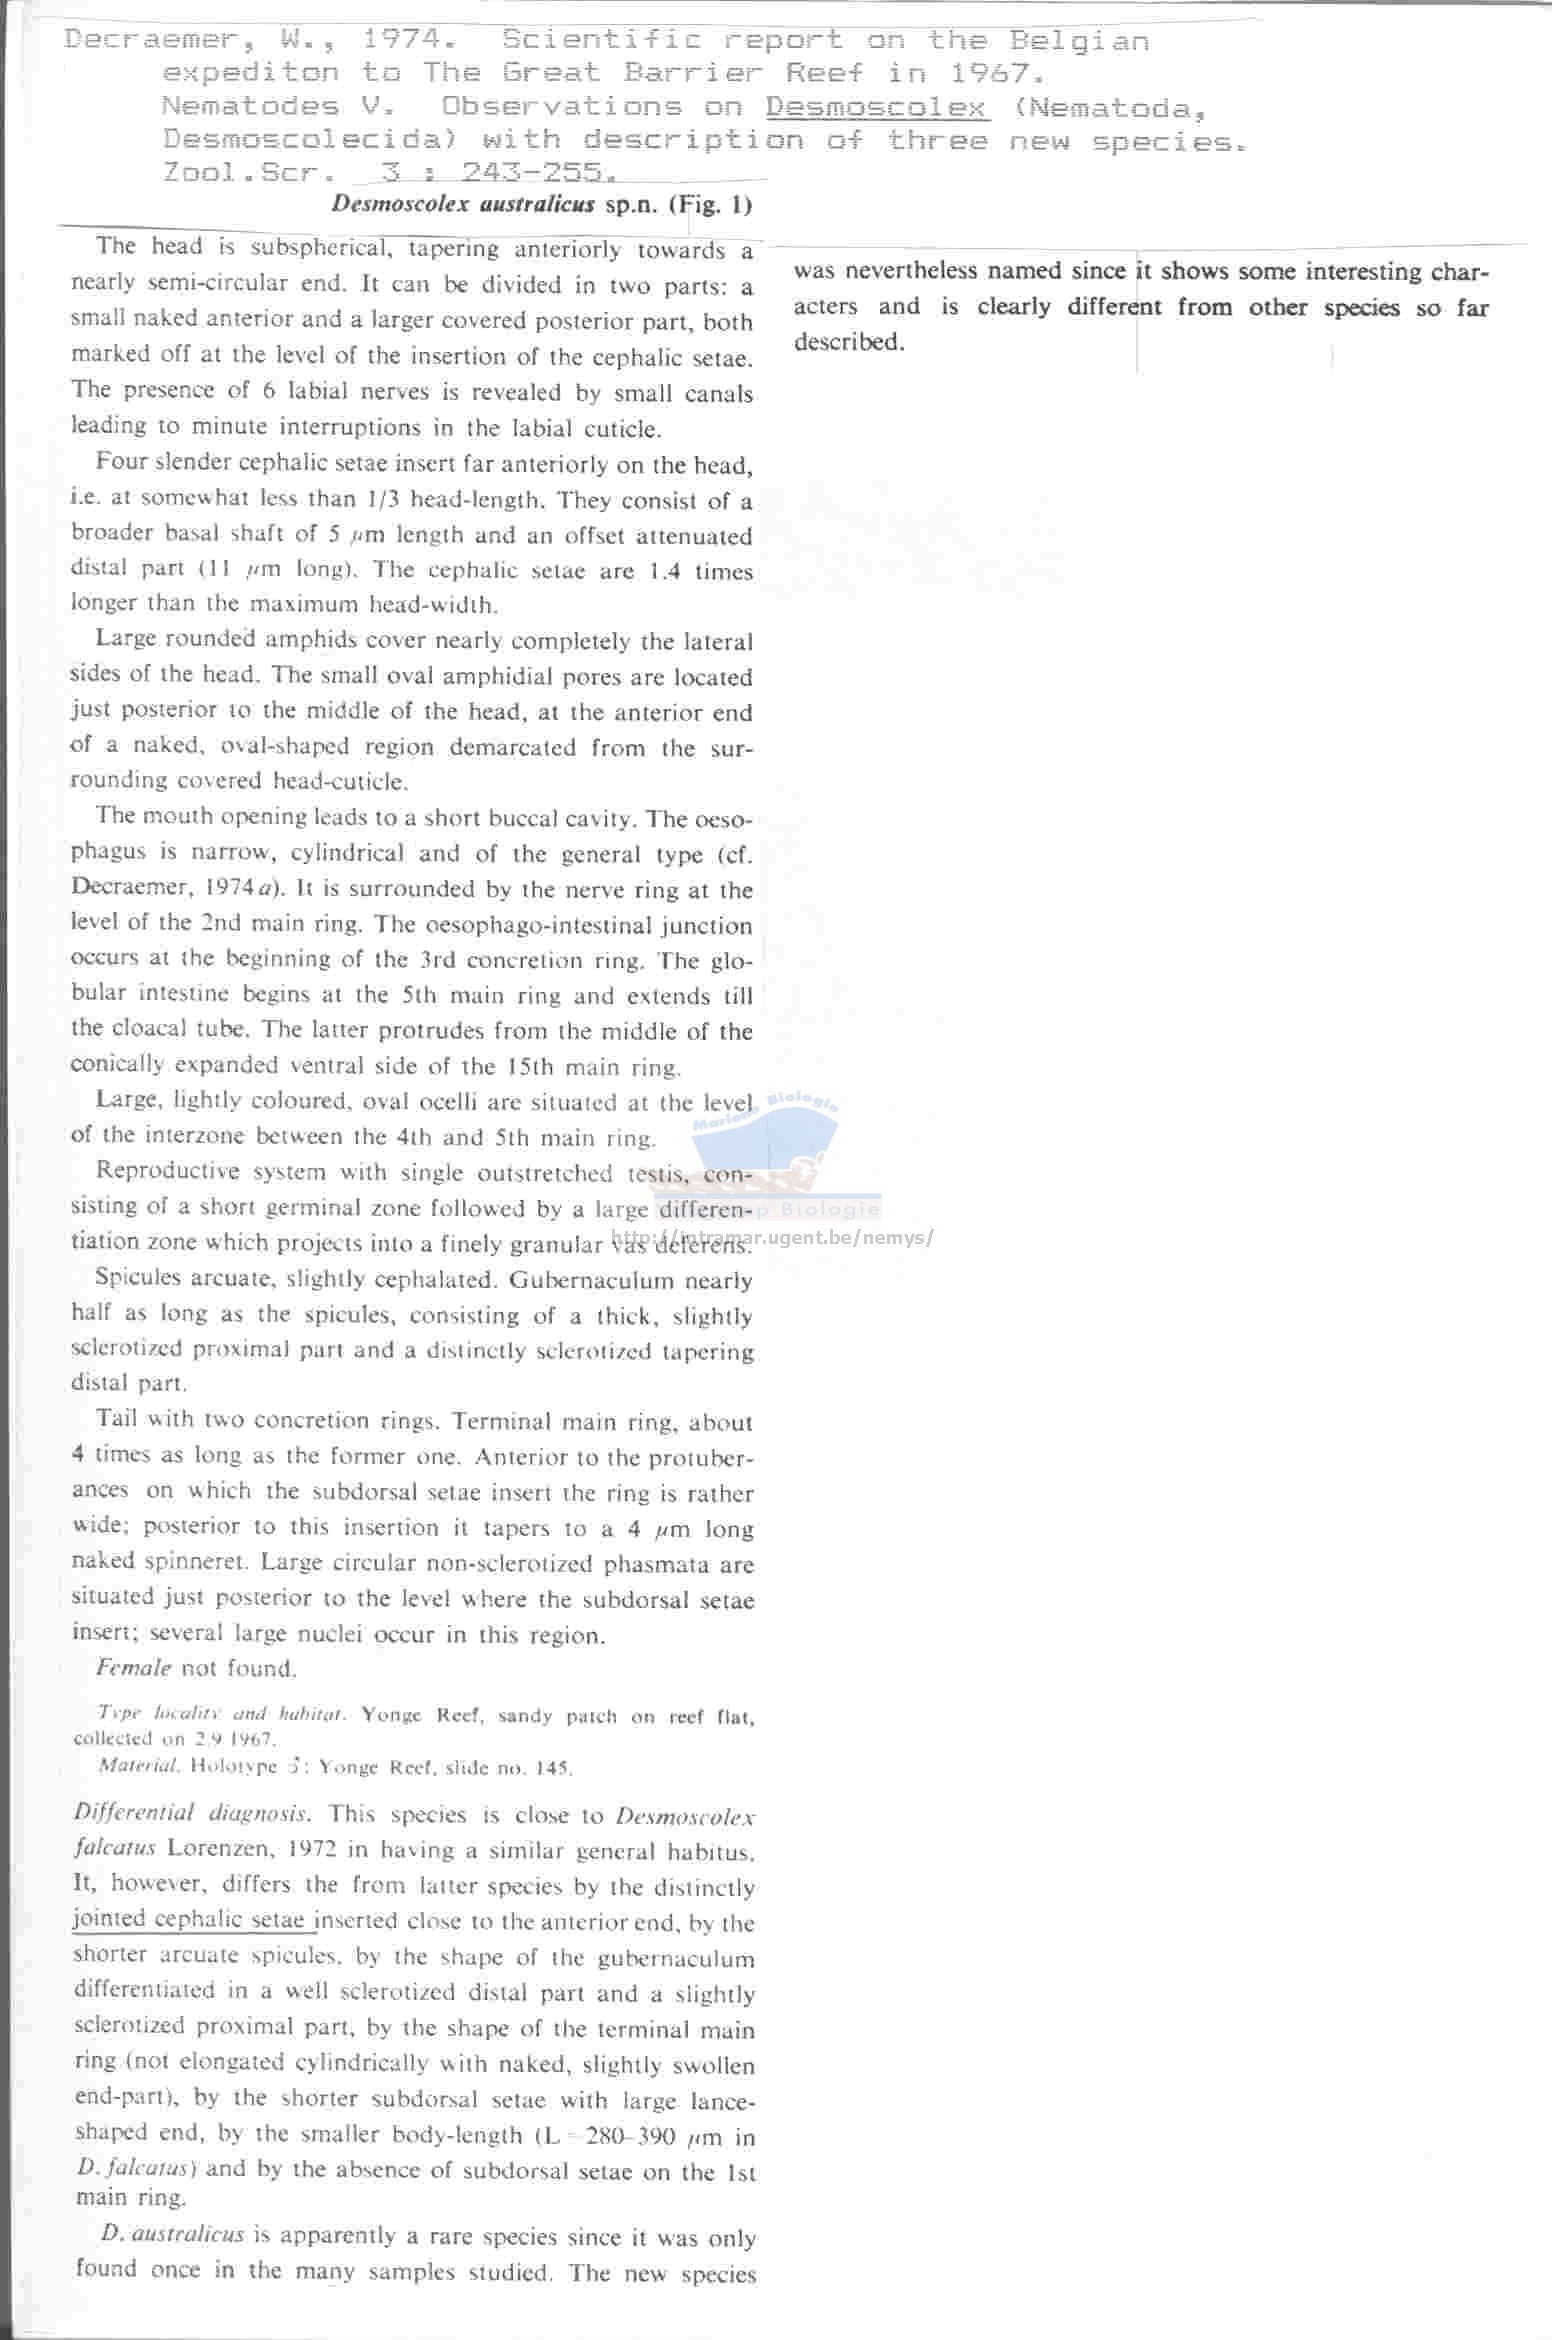 Decraemer, W., 1974. Scientific report on the Belgian
expediton to The Great Barrier Reef in 1967.
Nematodes V. Observations on Desmoscolex (Nematoda,
Desmoscolecida) with description of three new species.
Zool.Scr. 3 : 243-255.
Desmoscolex australicus sp.n. (Fig. 1)
The head is subspherical, tapering anteriorly towards a
nearly semi-circular end. It can be divided in two parts: a
small naked anterior and a larger covered posterior part, both
marked off at the level of the insertion of the cephalic setae.
The presence of 6 labial nerves is revealed by small canals
leading to minute interruptions in the labial cuticle.
Four slender cephalic setae insert far anteriorly on the head,
i.e. at somewhat less than 1/3 head-length. They consist of a
broader basal shaft of 5 µm length and an offset attenuated
distal part (11 µm long). The cephalic setae are 1.4 times
longer than the maximum head-width.
Large rounded amphids cover nearly completely the lateral
sides of the head. The small oval amphidial pores are located
just posterior to the middle of the head, at the anterior end
of a naked, oval-shaped region demarcated from the sur-
rounding covered head-cuticle.
The mouth opening leads to a short buccal cavity. The oeso-
phagus is narrow, cylindrical and of the general type (cf.
Decraemer, 1974a). It is surrounded by the nerve ring at the
level of the 2nd main ring. The oesophago-intestinal junction
occurs at the beginning of the 3rd concretion ring. The glo-
bular intestine begins at the 5th main ring and extends till
the cloacal tube. The latter protrudes from the middle of the
conically expanded ventral side of the 15th main ring.
Large, lightly coloured, oval ocelli are situated at the level
of the interzone between the 4th and 5th main ring.
Reproductive system with single outstretched testis, con-
sisting of a short germinal zone followed by a large differen-
tiation zone which projects into a finely granular vas deferens.
Spicules arcuate, slightly cephalated. Gubernaculum nearly
half as long as the spicules, consisting of a thick, slightly
sclerotized proximal part and a distinctly sclerotized tapering
distal part.
Tail with two concretion rings. Terminal main ring, about
4 times as long as the former one. Anterior to the protuber-
ances on which the subdorsal setae insert the ring is rather
wide; posterior to this insertion it tapers to a 4 µm long
naked spinneret. Large circular non-sclerotized phasmata are
situated just posterior to the level where the subdorsal setae
insert; several large nuclei occur in this region.
Female not found.
Type locality and habitat. Yonge Reef, sandy patch on reef flat,
collected on 2.9 1967.
Material. Holotype ♂: Yonge Reef, slide no. 145.
Differential diagnosis. This species is close to Desmoscolex
falcatus Lorenzen, 1972 in having a similar general habitus.
It, however, differs the from latter species by the distinctly
jointed cephalic setae inserted close to the anterior end, by the
shorter arcuate spicules, by the shape of the gubernaculum
differentiated in a well sclerotized distal part and a slightly
sclerotized proximal part, by the shape of the terminal main
ring (not elongated cylindrically with naked, slightly swollen
end-part), by the shorter subdorsal setae with large lance-
shaped end, by the smaller body-length (L = 280-390 µm in
D. falcatus) and by the absence of subdorsal setae on the 1st
main ring.
D. australicus is apparently a rare species since it was only
found once in the many samples studied. The new species
was nevertheless named since it shows some interesting char-
acters and is clearly different from other species so far
described.
Mariene Biologie
Biologie
http://intramar.ugent.be/nemys/